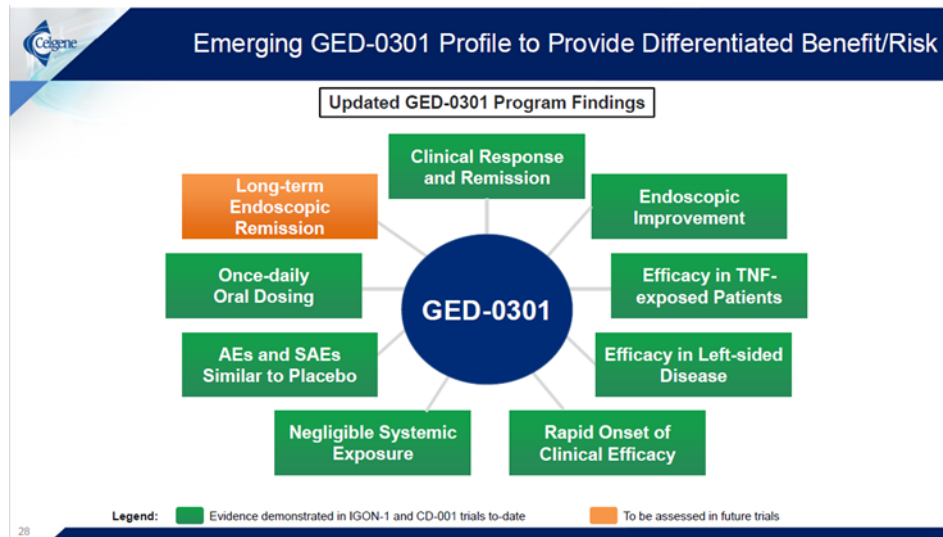 Celgene
Emerging GED-0301 Profile to Provide Differentiated Benefit/Risk
Updated GED-0301 Program Findings
Clinical Response
and Remission
Long-term
Endoscopic
Remission
Endoscopic
Improvement
Once-daily
Oral Dosing
GED-0301
Efficacy in TNF-
exposed Patients
AEs and SAEs
Similar to Placebo
Efficacy in Left-sided
Disease
Negligible Systemic
Exposure
Rapid Onset of
Clinical Efficacy
Legend: Evidence demonstrated in IGON-1 and CD-001 trials to-date To be assessed in future trials
28